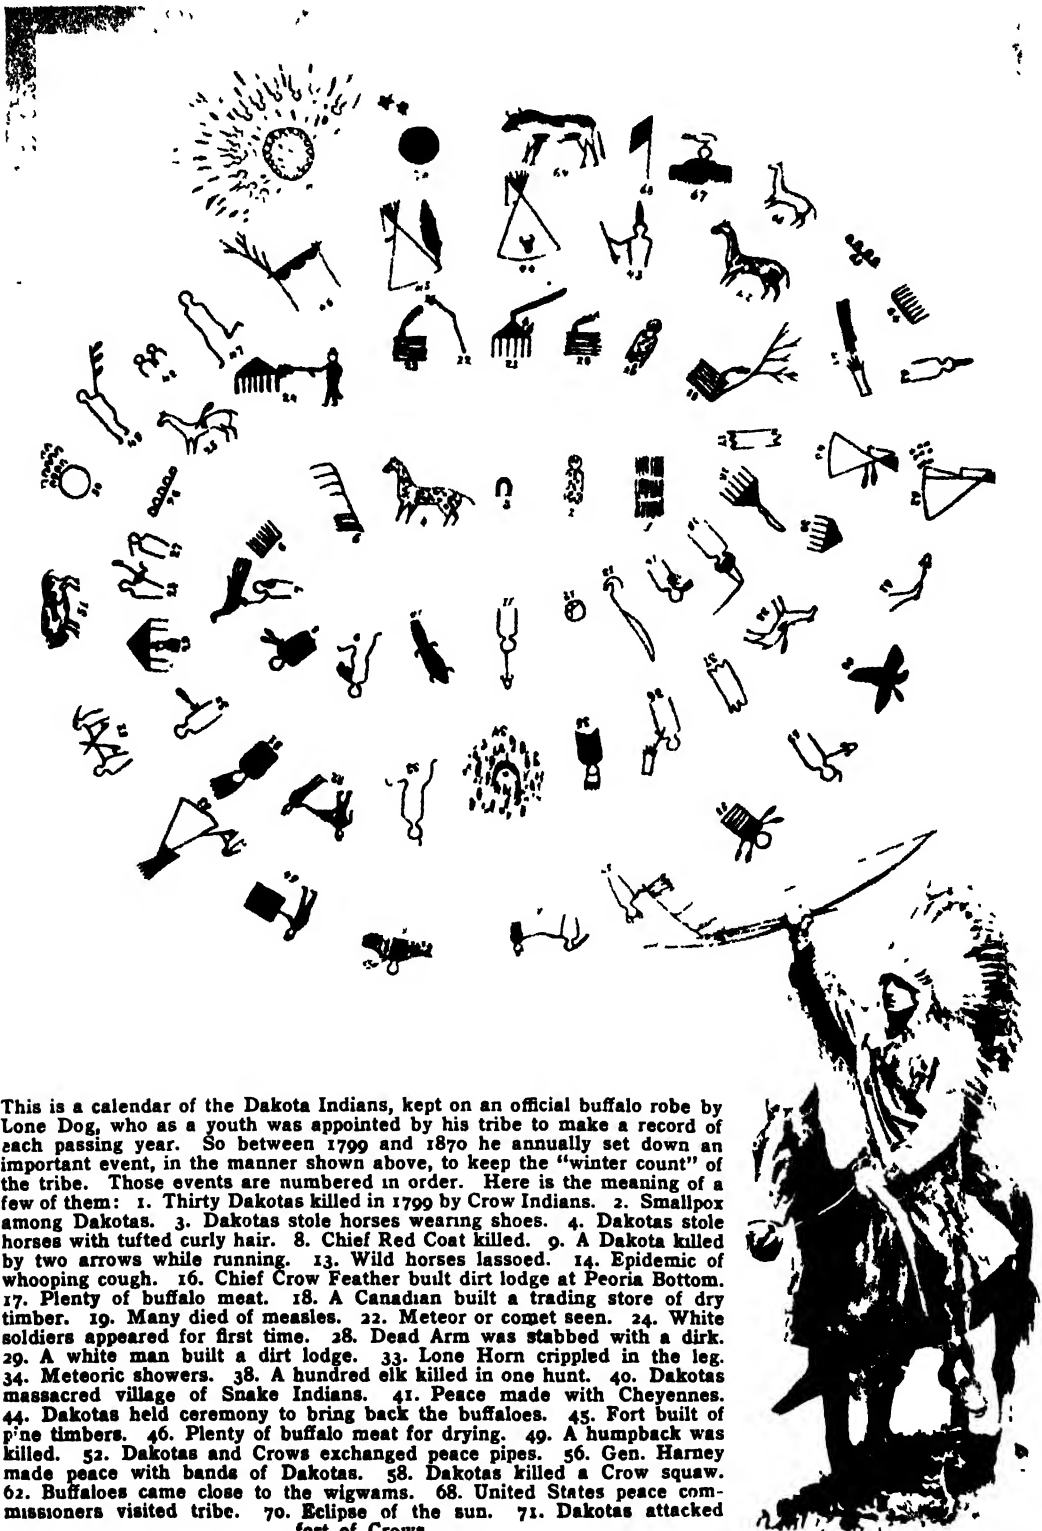 This is a calendar of the Dakota Indians, kept on an official buffalo robe by
Lone Dog, who as a youth was appointed by his tribe to make a record of
each passing year. So between 1799 and 1870 he annually set down an
important event, in the manner shown above, to keep the "winter count" of
the tribe. Those events are numbered in order. Here is the meaning of a
few of them: 1. Thirty Dakotas killed in 1799 by Crow Indians. 2. Smallpox
among Dakotas. 3. Dakotas stole horses wearing shoes. 4. Dakotas stole
horses with tufted curly hair. 8. Chief Red Coat killed. 9. A Dakota killed
by two arrows while running. 13. Wild horses lassoed. 14. Epidemic of
whooping cough. 16. Chief Crow Feather built dirt lodge at Peoria Bottom.
17. Plenty of buffalo meat. 18. A Canadian built a trading store of dry
timber. 19. Many died of measles. 22. Meteor or comet seen. 24. White
soldiers appeared for first time. 28. Dead Arm was stabbed with a dirk.
29. A white man built a dirt lodge. 33. Lone Horn crippled in the leg.
34. Meteoric showers. 38. A hundred elk killed in one hunt. 40. Dakotas
massacred village of Snake Indians. 41. Peace made with Cheyennes.
44. Dakotas held ceremony to bring back the buffaloes. 45. Fort built of
pine timbers. 46. Plenty of buffalo meat for drying. 49. A humpback was
killed. 52. Dakotas and Crows exchanged peace pipes. 56. Gen. Harney
made peace with bands of Dakotas. 58. Dakotas killed a Crow squaw.
62. Buffaloes came close to the wigwams. 68. United States peace com-
missioners visited tribe. 70. Eclipse of the sun. 71. Dakotas attacked
fort of Crows